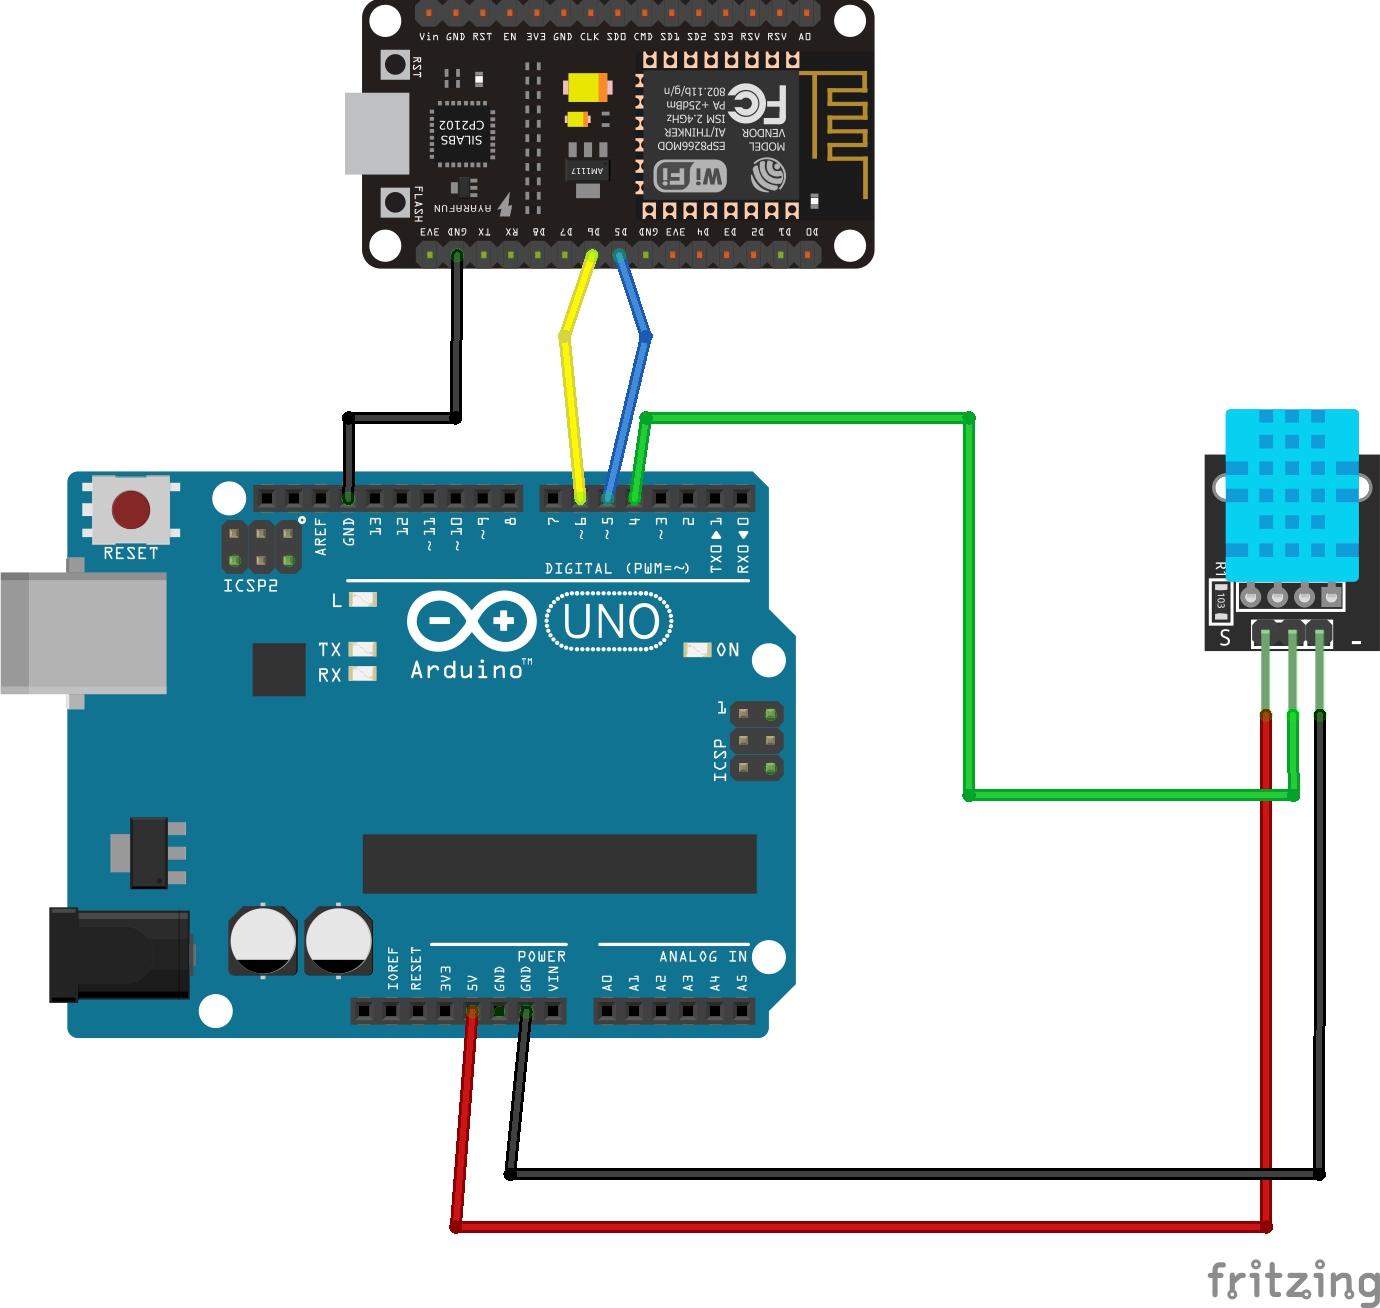 Vin GND RST EN 3V3 GND CLK SD0 CMD SD1 SD2 SD3 RSV RSV A0
RST
SILABS
CP2102
AM1117
MODEL
VENDOR
ESP8266MOD
AI/THINKER
ISM 2.4GHz
PA +25dBm
802.11b/g/n
FC
Wi Fi
FLASH
AYARAFUN
3V3 GND TX RX D8 D7 D6 D5 GND 3V3 D4 D3 D2 D1 D0
RESET
ICSP2
AREF GND 13 12 ~11 ~10 ~9 8 7 ~6 ~5 4 ~3 2 TX0▶1 RX0◀0
DIGITAL (PWM=~)
L
TX
RX
UNO
Arduino™
ON
1
ICSP
R1
103
S
-
POWER
ANALOG IN
IOREF RESET 3V3 5V GND GND VIN A0 A1 A2 A3 A4 A5
fritzing